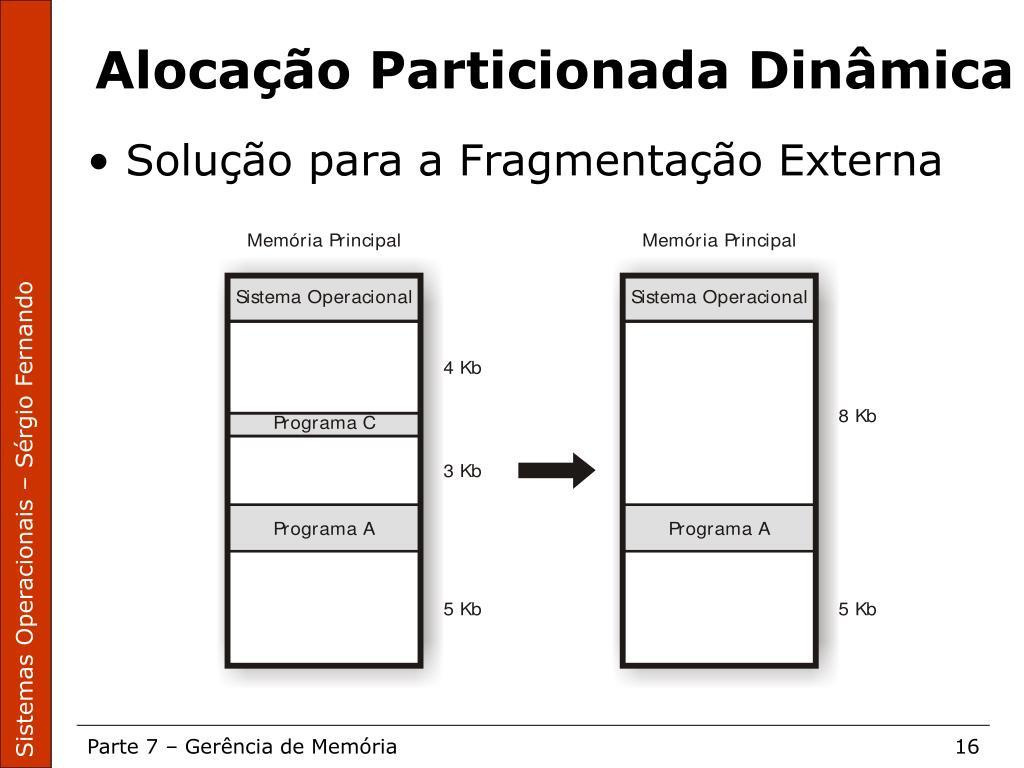 Alocação Particionada Dinâmica
• Solução para a Fragmentação Externa
Memória Principal
Sistema Operacional
4 Kb
Programa C
3 Kb
Programa A
5 Kb
Memória Principal
Sistema Operacional
8 Kb
Programa A
5 Kb
Sistemas Operacionais – Sérgio Fernando
Parte 7 – Gerência de Memória
16